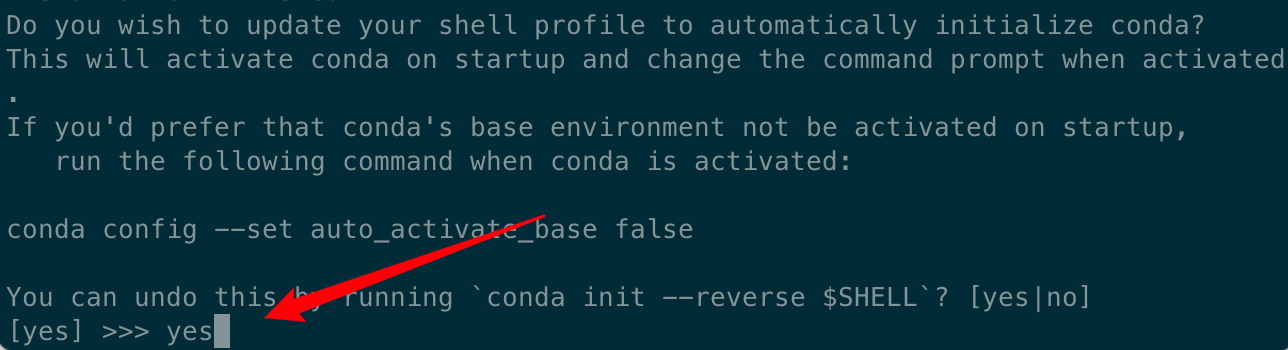 Do you wish to update your shell profile to automatically initialize conda?
This will activate conda on startup and change the command prompt when activated
.
If you'd prefer that conda's base environment not be activated on startup,
   run the following command when conda is activated:

conda config --set auto_activate_base false

You can undo this by running `conda init --reverse $SHELL`? [yes|no]
[yes] >>> yes